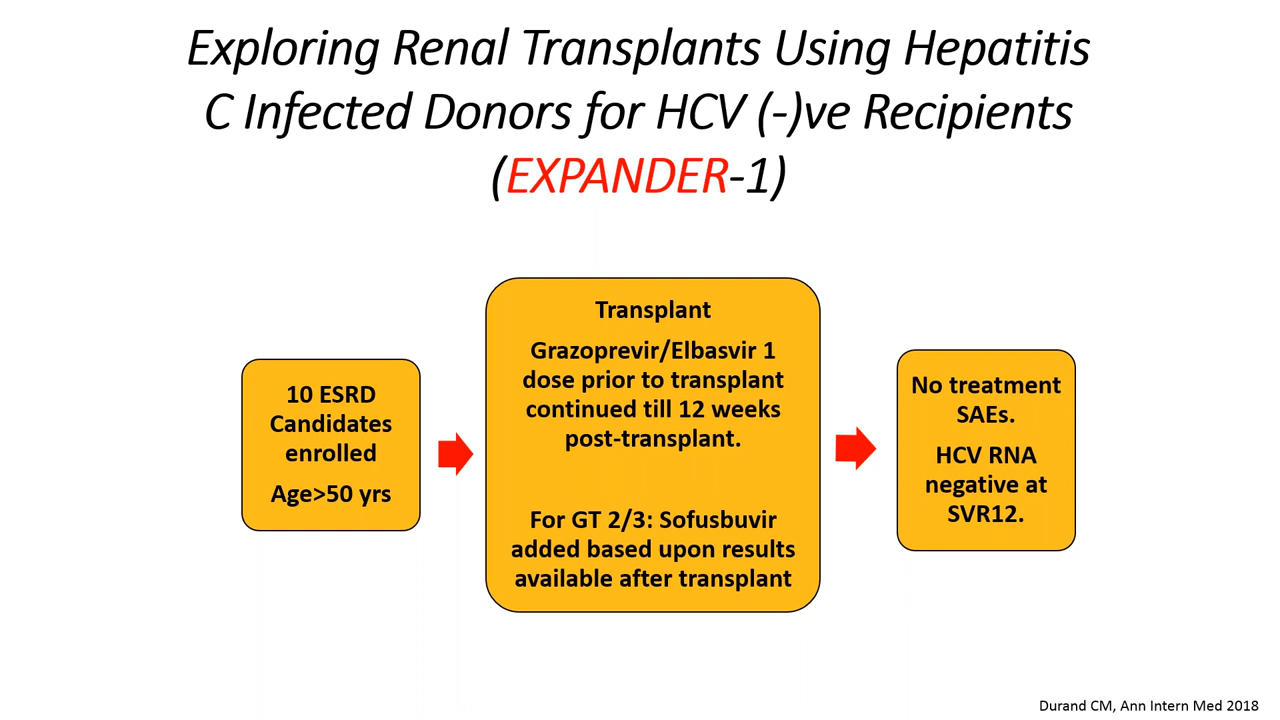 Exploring Renal Transplants Using Hepatitis
C Infected Donors for HCV (-)ve Recipients
(EXPANDER-1)
10 ESRD
Candidates
enrolled
Age>50 yrs
Transplant
Grazoprevir/Elbasvir 1
dose prior to transplant
continued till 12 weeks
post-transplant.
For GT 2/3: Sofusbuvir
added based upon results
available after transplant
No treatment
SAEs.
HCV RNA
negative at
SVR12.
Durand CM, Ann Intern Med 2018